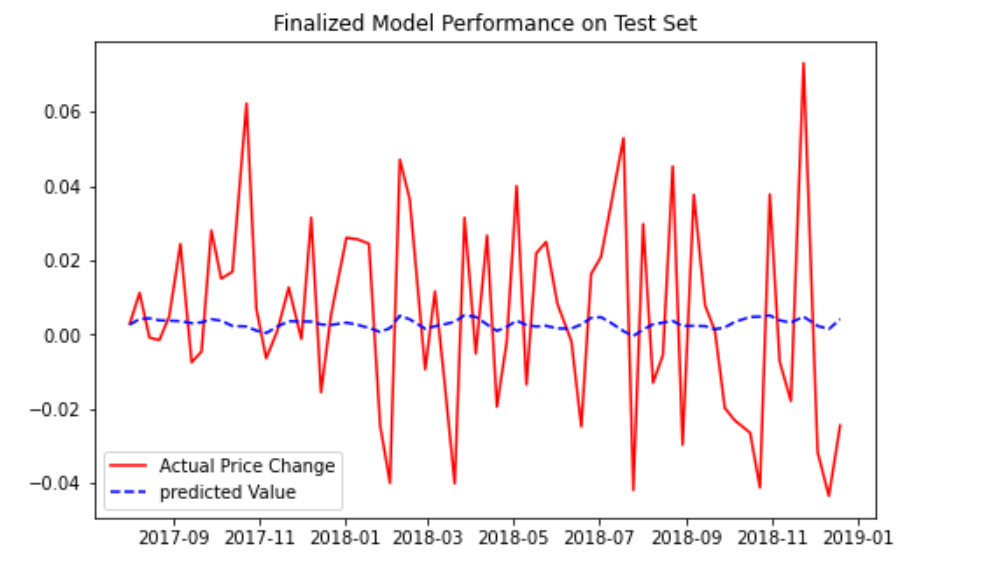 Finalized Model Performance on Test Set
0.06
0.04
0.02
0.00
−0.02
−0.04
Actual Price Change
predicted Value
2017-09 2017-11 2018-01 2018-03 2018-05 2018-07 2018-09 2018-11 2019-01